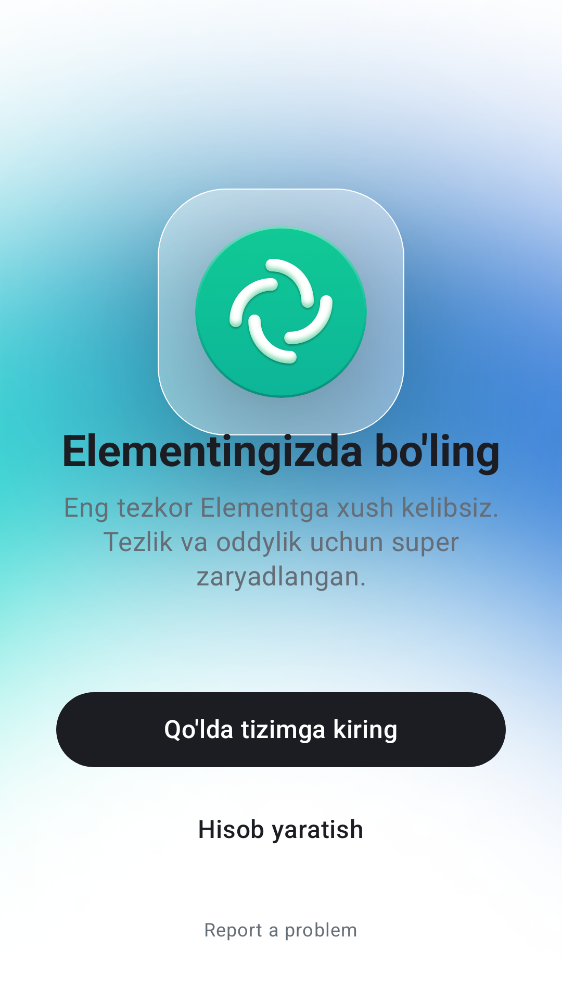 Elementingizda bo'ling
Eng tezkor Elementga xush kelibsiz.
Tezlik va oddylik uchun super
zaryadlangan.
Qo'lda tizimga kiring
Hisob yaratish
Report a problem